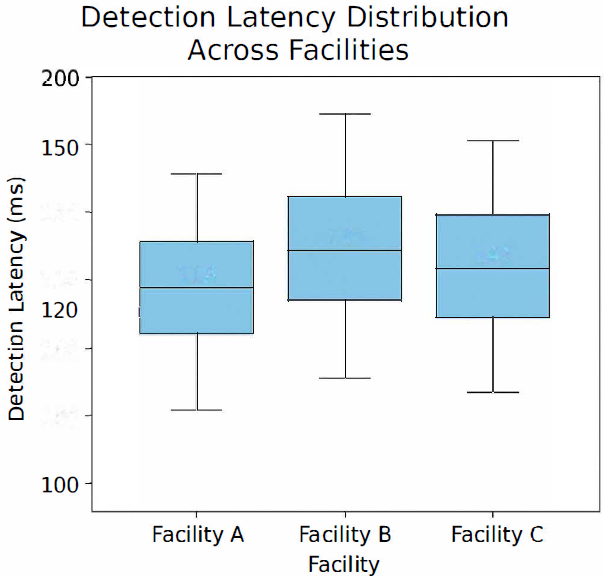 Detection Latency Distribution
Across Facilities
200
150
120
100
Detection Latency (ms)
Facility A
Facility B
Facility C
Facility